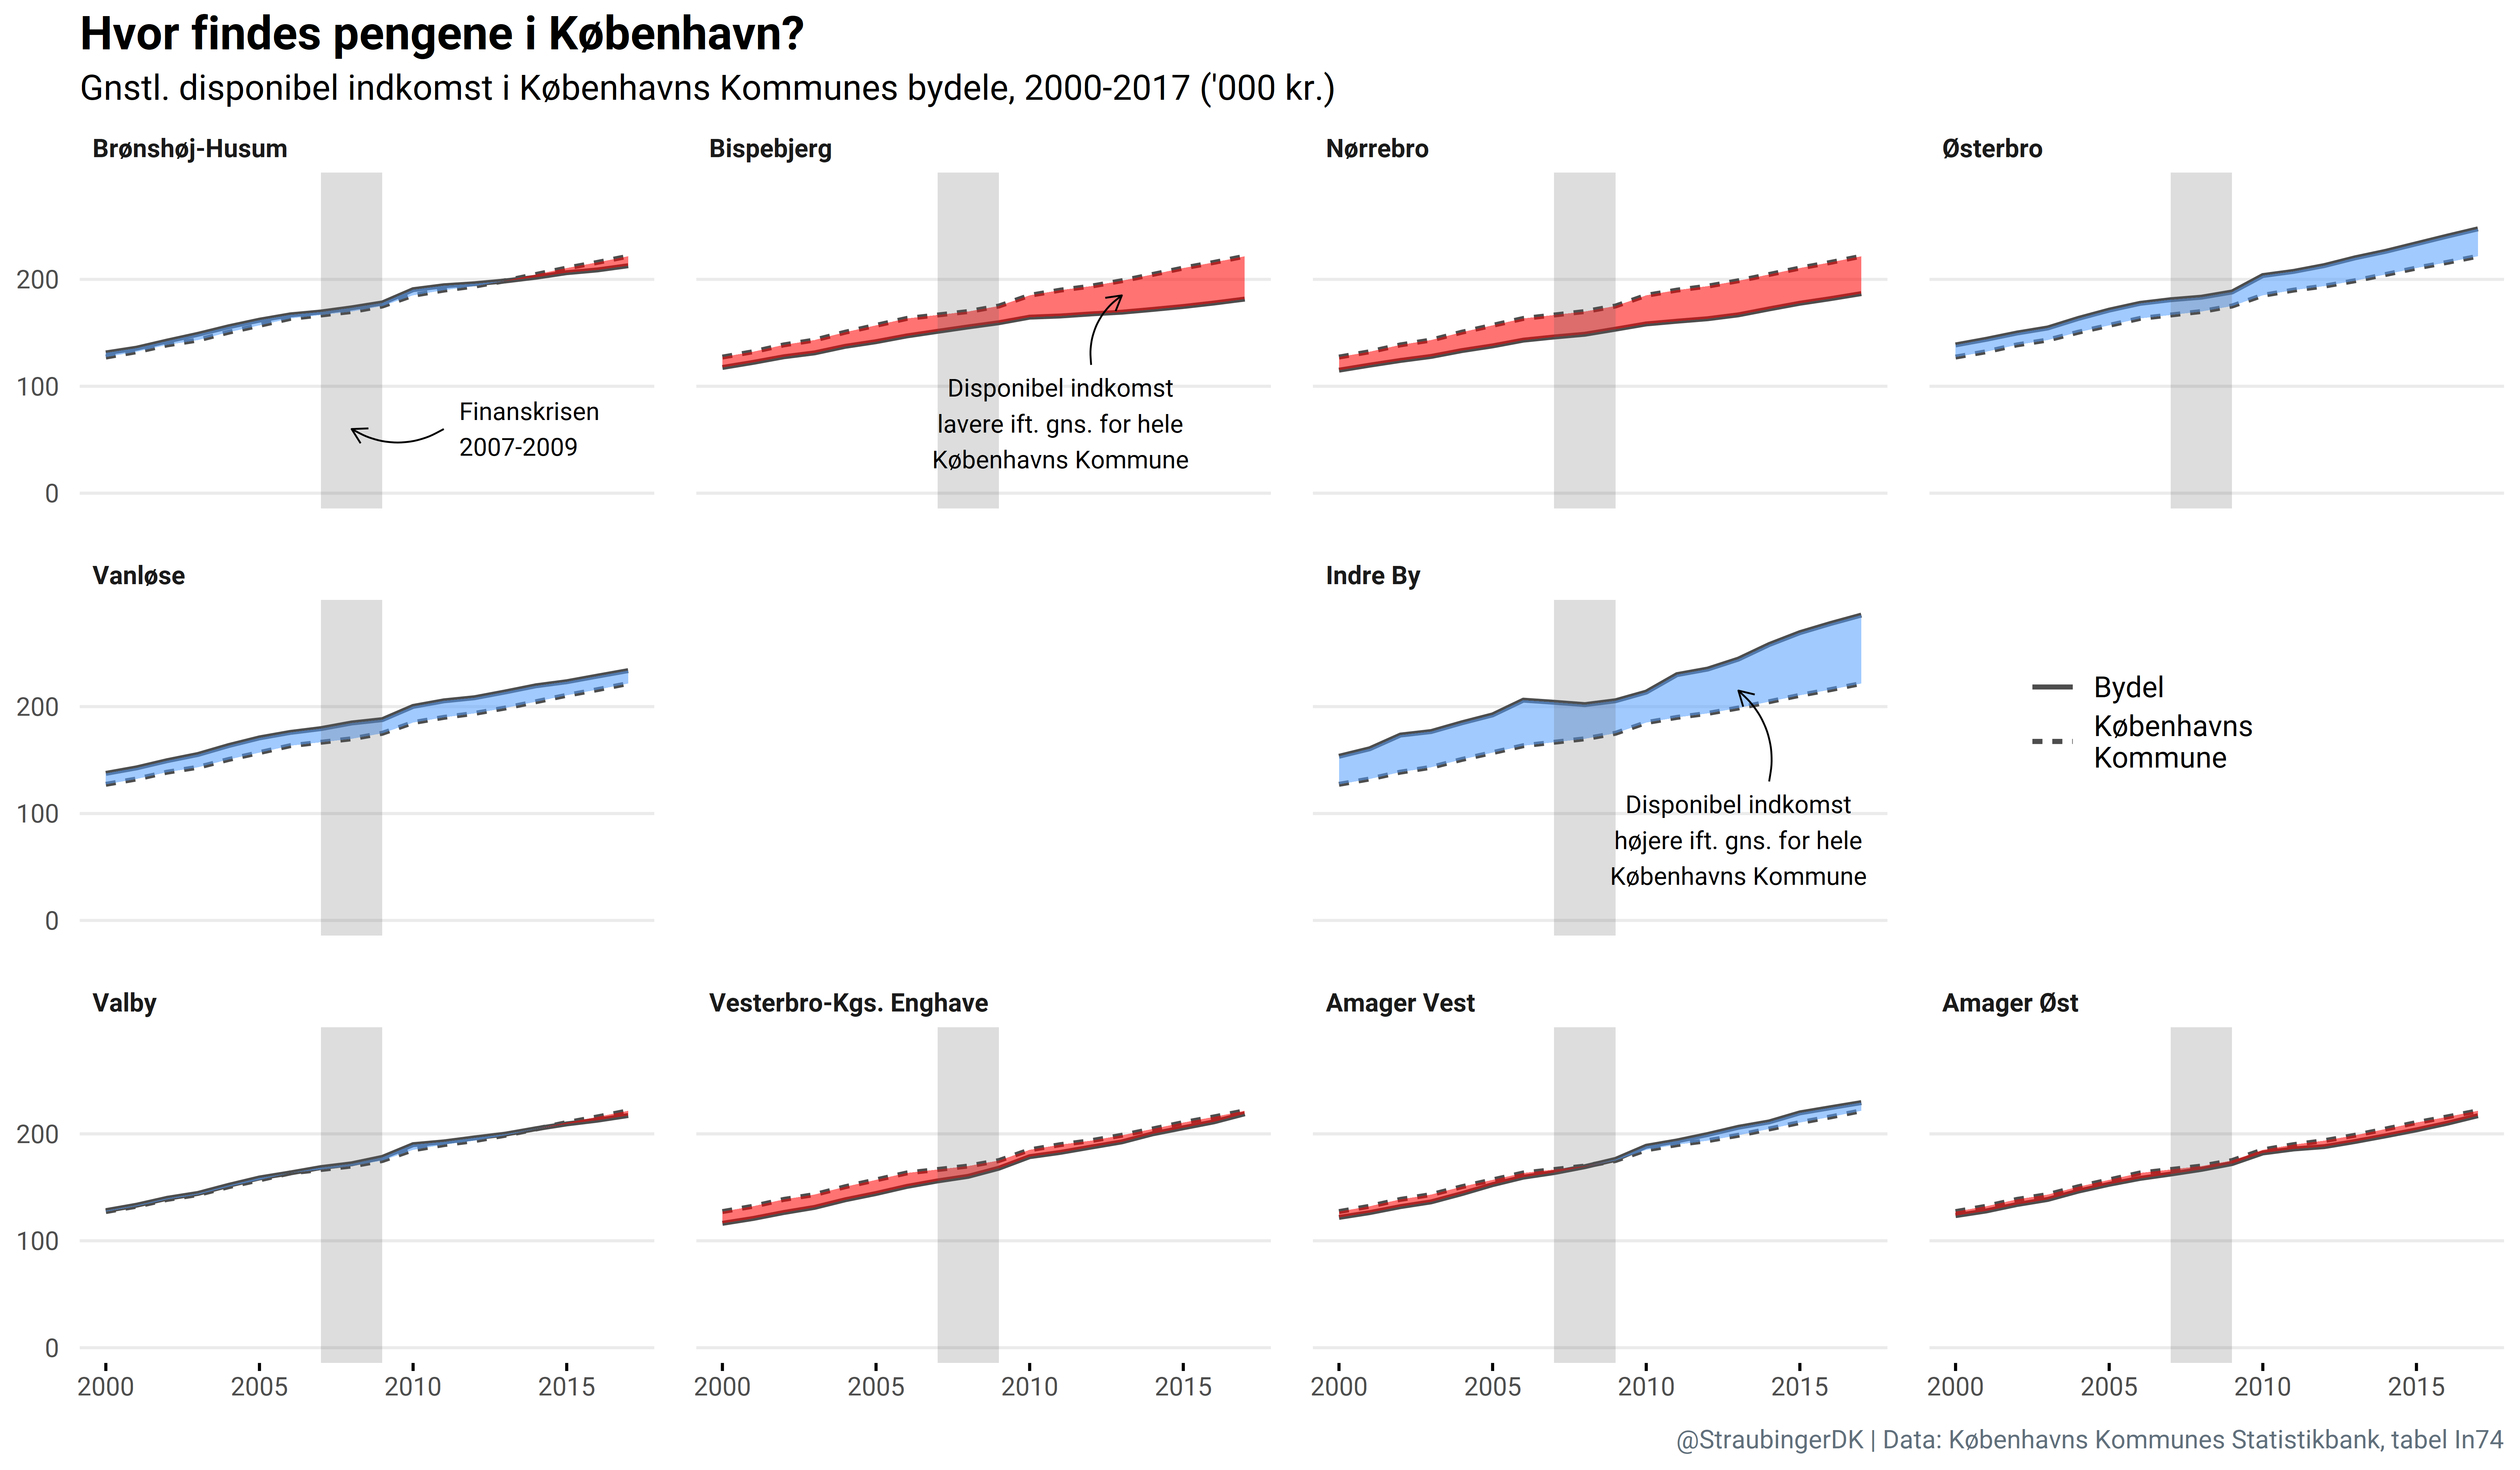 Hvor findes pengene i København?
Gnstl. disponibel indkomst i Københavns Kommunes bydele, 2000-2017 ('000 kr.)
Brønshøj-Husum
Bispebjerg
Nørrebro
Østerbro
200
100
0
Finanskrisen
2007-2009
Disponibel indkomst
lavere ift. gns. for hele
Københavns Kommune
Vanløse
Indre By
200
100
0
Disponibel indkomst
højere ift. gns. for hele
Københavns Kommune
Bydel
Københavns
Kommune
Valby
Vesterbro-Kgs. Enghave
Amager Vest
Amager Øst
200
100
0
2000 2005 2010 2015
2000 2005 2010 2015
2000 2005 2010 2015
2000 2005 2010 2015
@StraubingerDK | Data: Københavns Kommunes Statistikbank, tabel In74